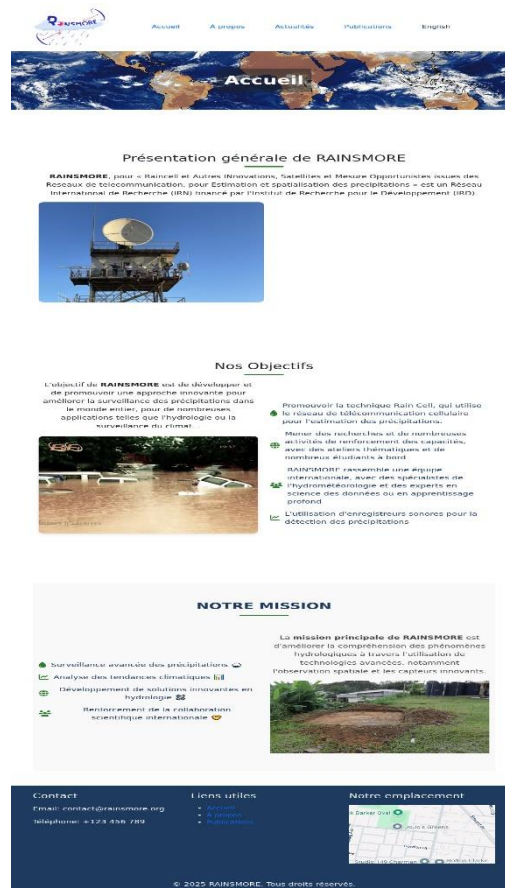 RAINSMORE
Accueil
À propos
Actualités
Publications
English
Accueil
Présentation générale de RAINSMORE
RAINSMORE, pour « Raincell et Autres INnovations, Satellites et Mesure Opportunistes issues des
Reseaux de telecommunication, pour Estimation et spatialisation des precipitations » est un Réseau
International de Recherche (IRN) financé par l'Institut de Recherche pour le Développement (IRD)
Nos Objectifs
L'objectif de RAINSMORE est de développer et
de promouvoir une approche innovante pour
améliorer la surveillance des précipitations dans
le monde entier, pour de nombreuses
applications telles que l'hydrologie ou la
surveillance du climat.
Promouvoir la technique Rain Cell, qui utilise
le réseau de télécommunication cellulaire
pour l'estimation des précipitations.
Mener des recherches et de nombreuses
activités de renforcement des capacités,
avec des ateliers thématiques et de
nombreux étudiants à bord
RAINSMORE rassemble une équipe
internationale, avec des spécialistes de
l'hydrométéorologie et des experts en
science des données ou en apprentissage
profond
L'utilisation d'enregistreurs sonores pour la
détection des précipitations
NOTRE MISSION
Surveillance avancée des précipitations
Analyse des tendances climatiques
Développement de solutions innovantes en
hydrologie
Renforcement de la collaboration
scientifique internationale
La mission principale de RAINSMORE est
d'améliorer la compréhension des phénomènes
hydrologiques à travers l'utilisation de
technologies avancées, notamment
l'observation spatiale et les capteurs innovants.
Contact
Email: contact@rainsmore.org
Téléphone: +123 456 789
Liens utiles
Accueil
À propos
Publications
Notre emplacement
© 2025 RAINSMORE. Tous droits réservés.